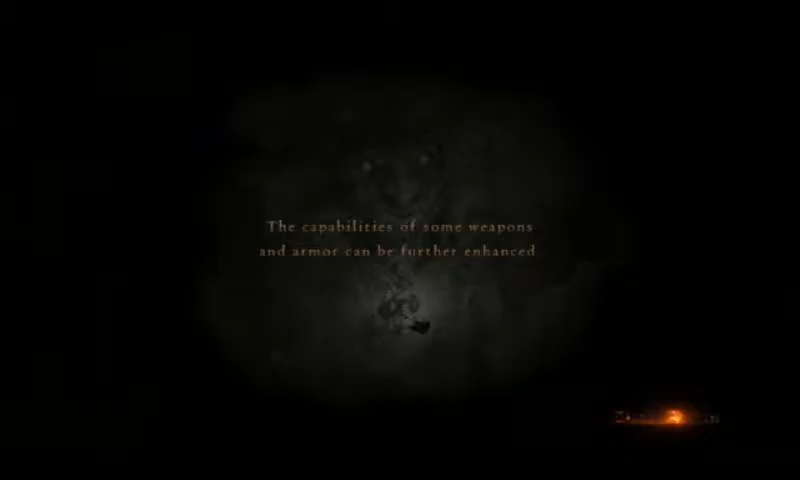 The capabilities of some weapons
and armor can be further enhanced